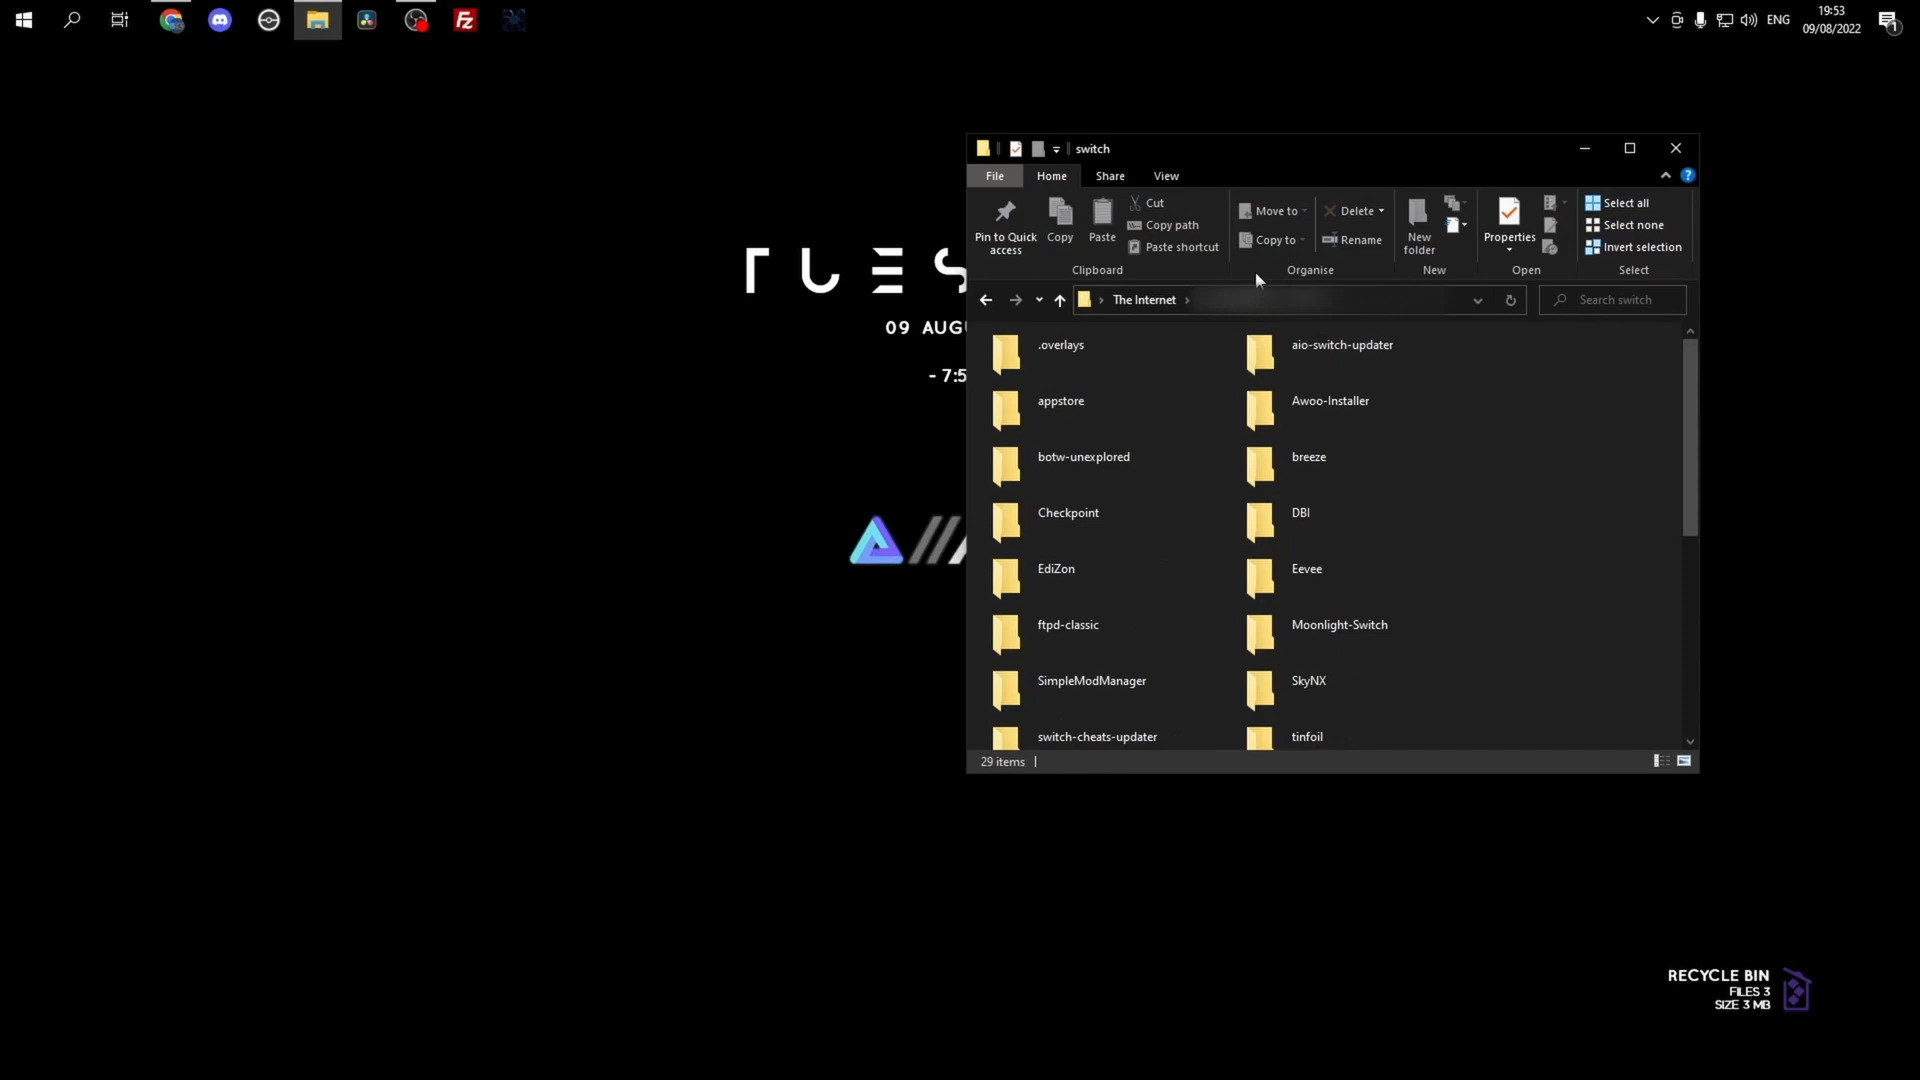 ENG
19:53
09/08/2022
1
switch
File
Home
Share
View
?
Pin to Quick access
Copy
Paste
Cut
Copy path
Paste shortcut
Clipboard
Move to
Copy to
Delete
Rename
Organise
New folder
New
Properties
Open
Select all
Select none
Invert selection
Select
The Internet
Search switch
.overlays
aio-switch-updater
appstore
Awoo-Installer
botw-unexplored
breeze
Checkpoint
DBI
EdiZon
Eevee
ftpd-classic
Moonlight-Switch
SimpleModManager
SkyNX
switch-cheats-updater
tinfoil
29 items
TUES
09 AUGU
- 7:5
FZ
RECYCLE BIN
FILES 3
SIZE 3 MB